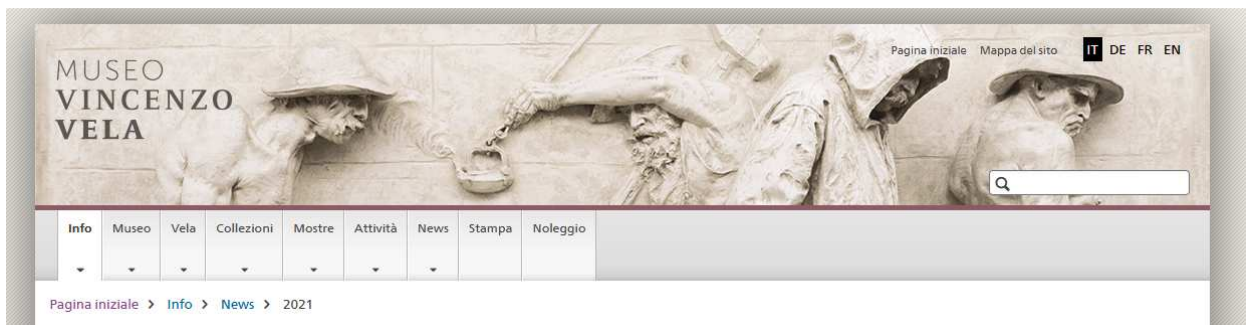 Pagina iniziale Mappa del sito IT DE FR EN
MUSEO
VINCENZO
VELA
Info Museo Vela Collezioni Mostre Attività News Stampa Noleggio
Pagina iniziale > Info > News > 2021